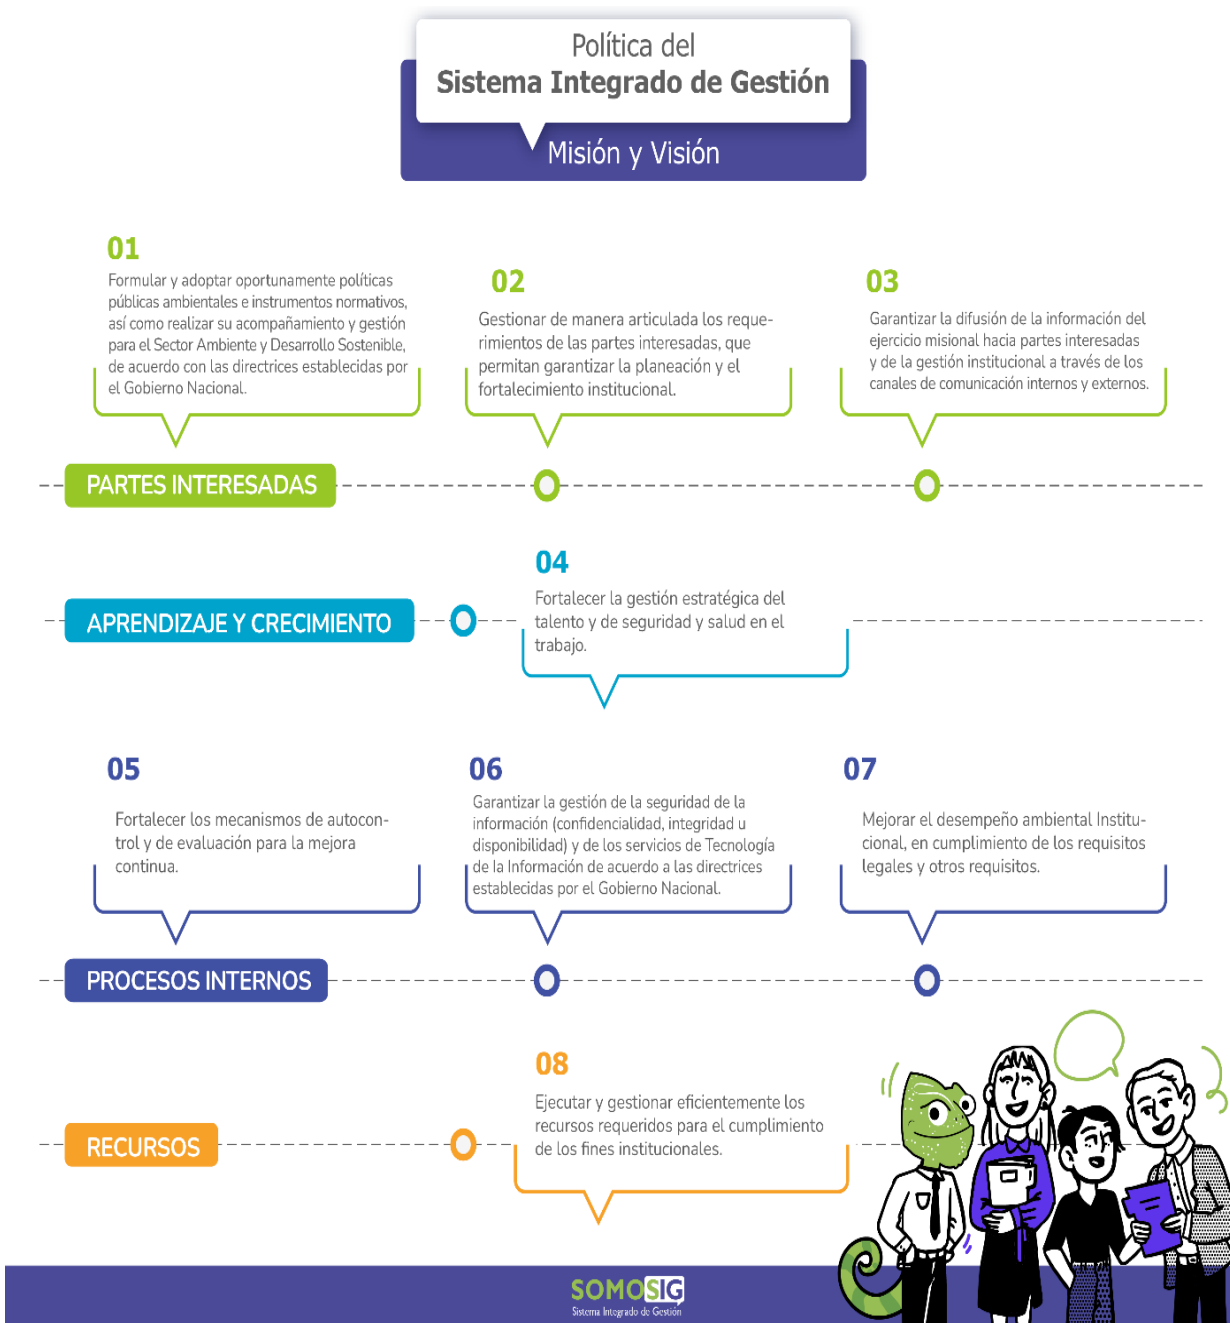 Política del
Sistema Integrado de Gestión
Misión y Visión
01
Formular y adoptar oportunamente políticas
públicas ambientales e instrumentos normativos,
así como realizar su acompañamiento y gestión
para el Sector Ambiente y Desarrollo Sostenible,
de acuerdo con las directrices establecidas por
el Gobierno Nacional.
02
Gestionar de manera articulada los reque-
rimientos de las partes interesadas, que
permitan garantizar la planeación y el
fortalecimiento institucional.
03
Garantizar la difusión de la información del
ejercicio misional hacia partes interesadas
y de la gestión institucional a través de los
canales de comunicación internos y externos.
PARTES INTERESADAS
04
Fortalecer la gestión estratégica del
talento y de seguridad y salud en el
trabajo.
APRENDIZAJE Y CRECIMIENTO
05
Fortalecer los mecanismos de autocon-
trol y de evaluación para la mejora
continua.
06
Garantizar la gestión de la seguridad de la
información (confidencialidad, integridad u
disponibilidad) y de los servicios de Tecnología
de la Información de acuerdo a las directrices
establecidas por el Gobierno Nacional.
07
Mejorar el desempeño ambiental Institu-
cional, en cumplimiento de los requisitos
legales y otros requisitos.
PROCESOS INTERNOS
08
Ejecutar y gestionar eficientemente los
recursos requeridos para el cumplimiento
de los fines institucionales.
RECURSOS
SOMOSIG
Sistema Integrado de Gestión